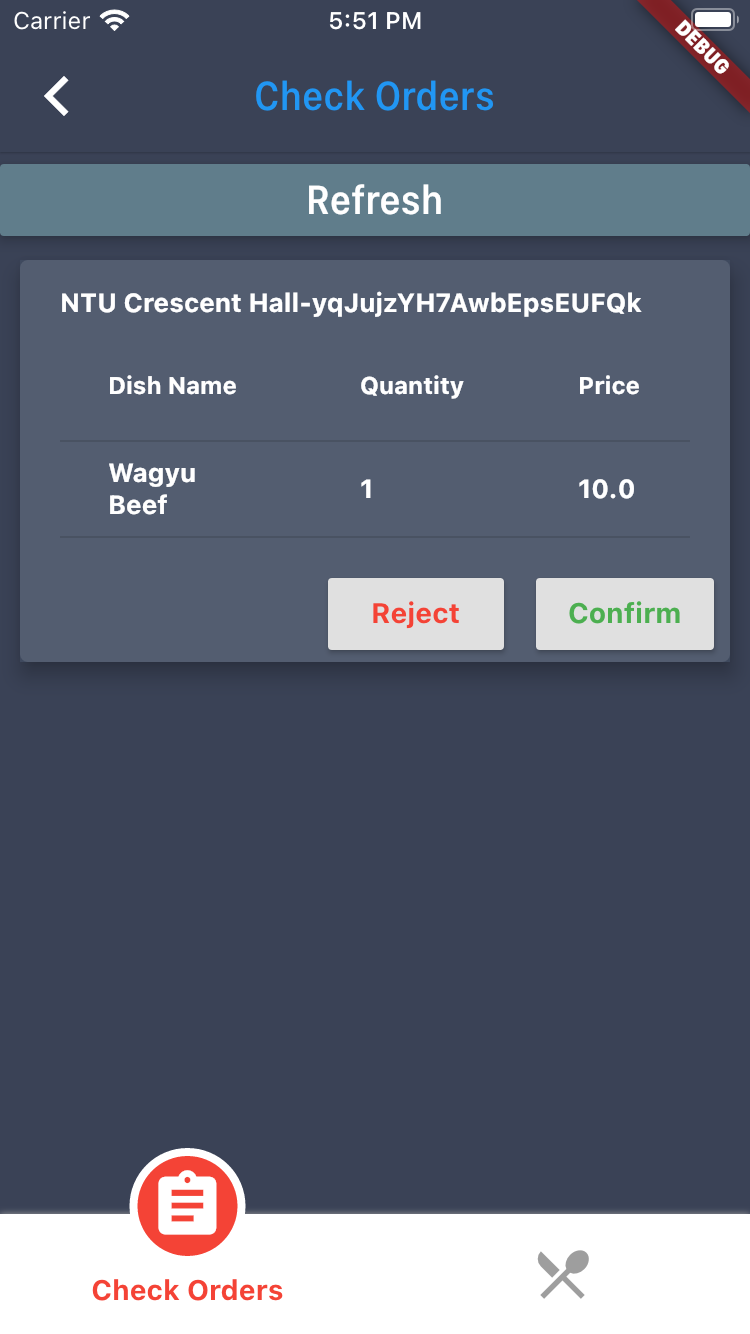 Carrier 5:51 PM
DEBUG
Check Orders
Refresh
NTU Crescent Hall-yqJujzYH7AwbEpsEUFQk
Dish Name Quantity Price
Wagyu
Beef 1 10.0
Reject Confirm
Check Orders